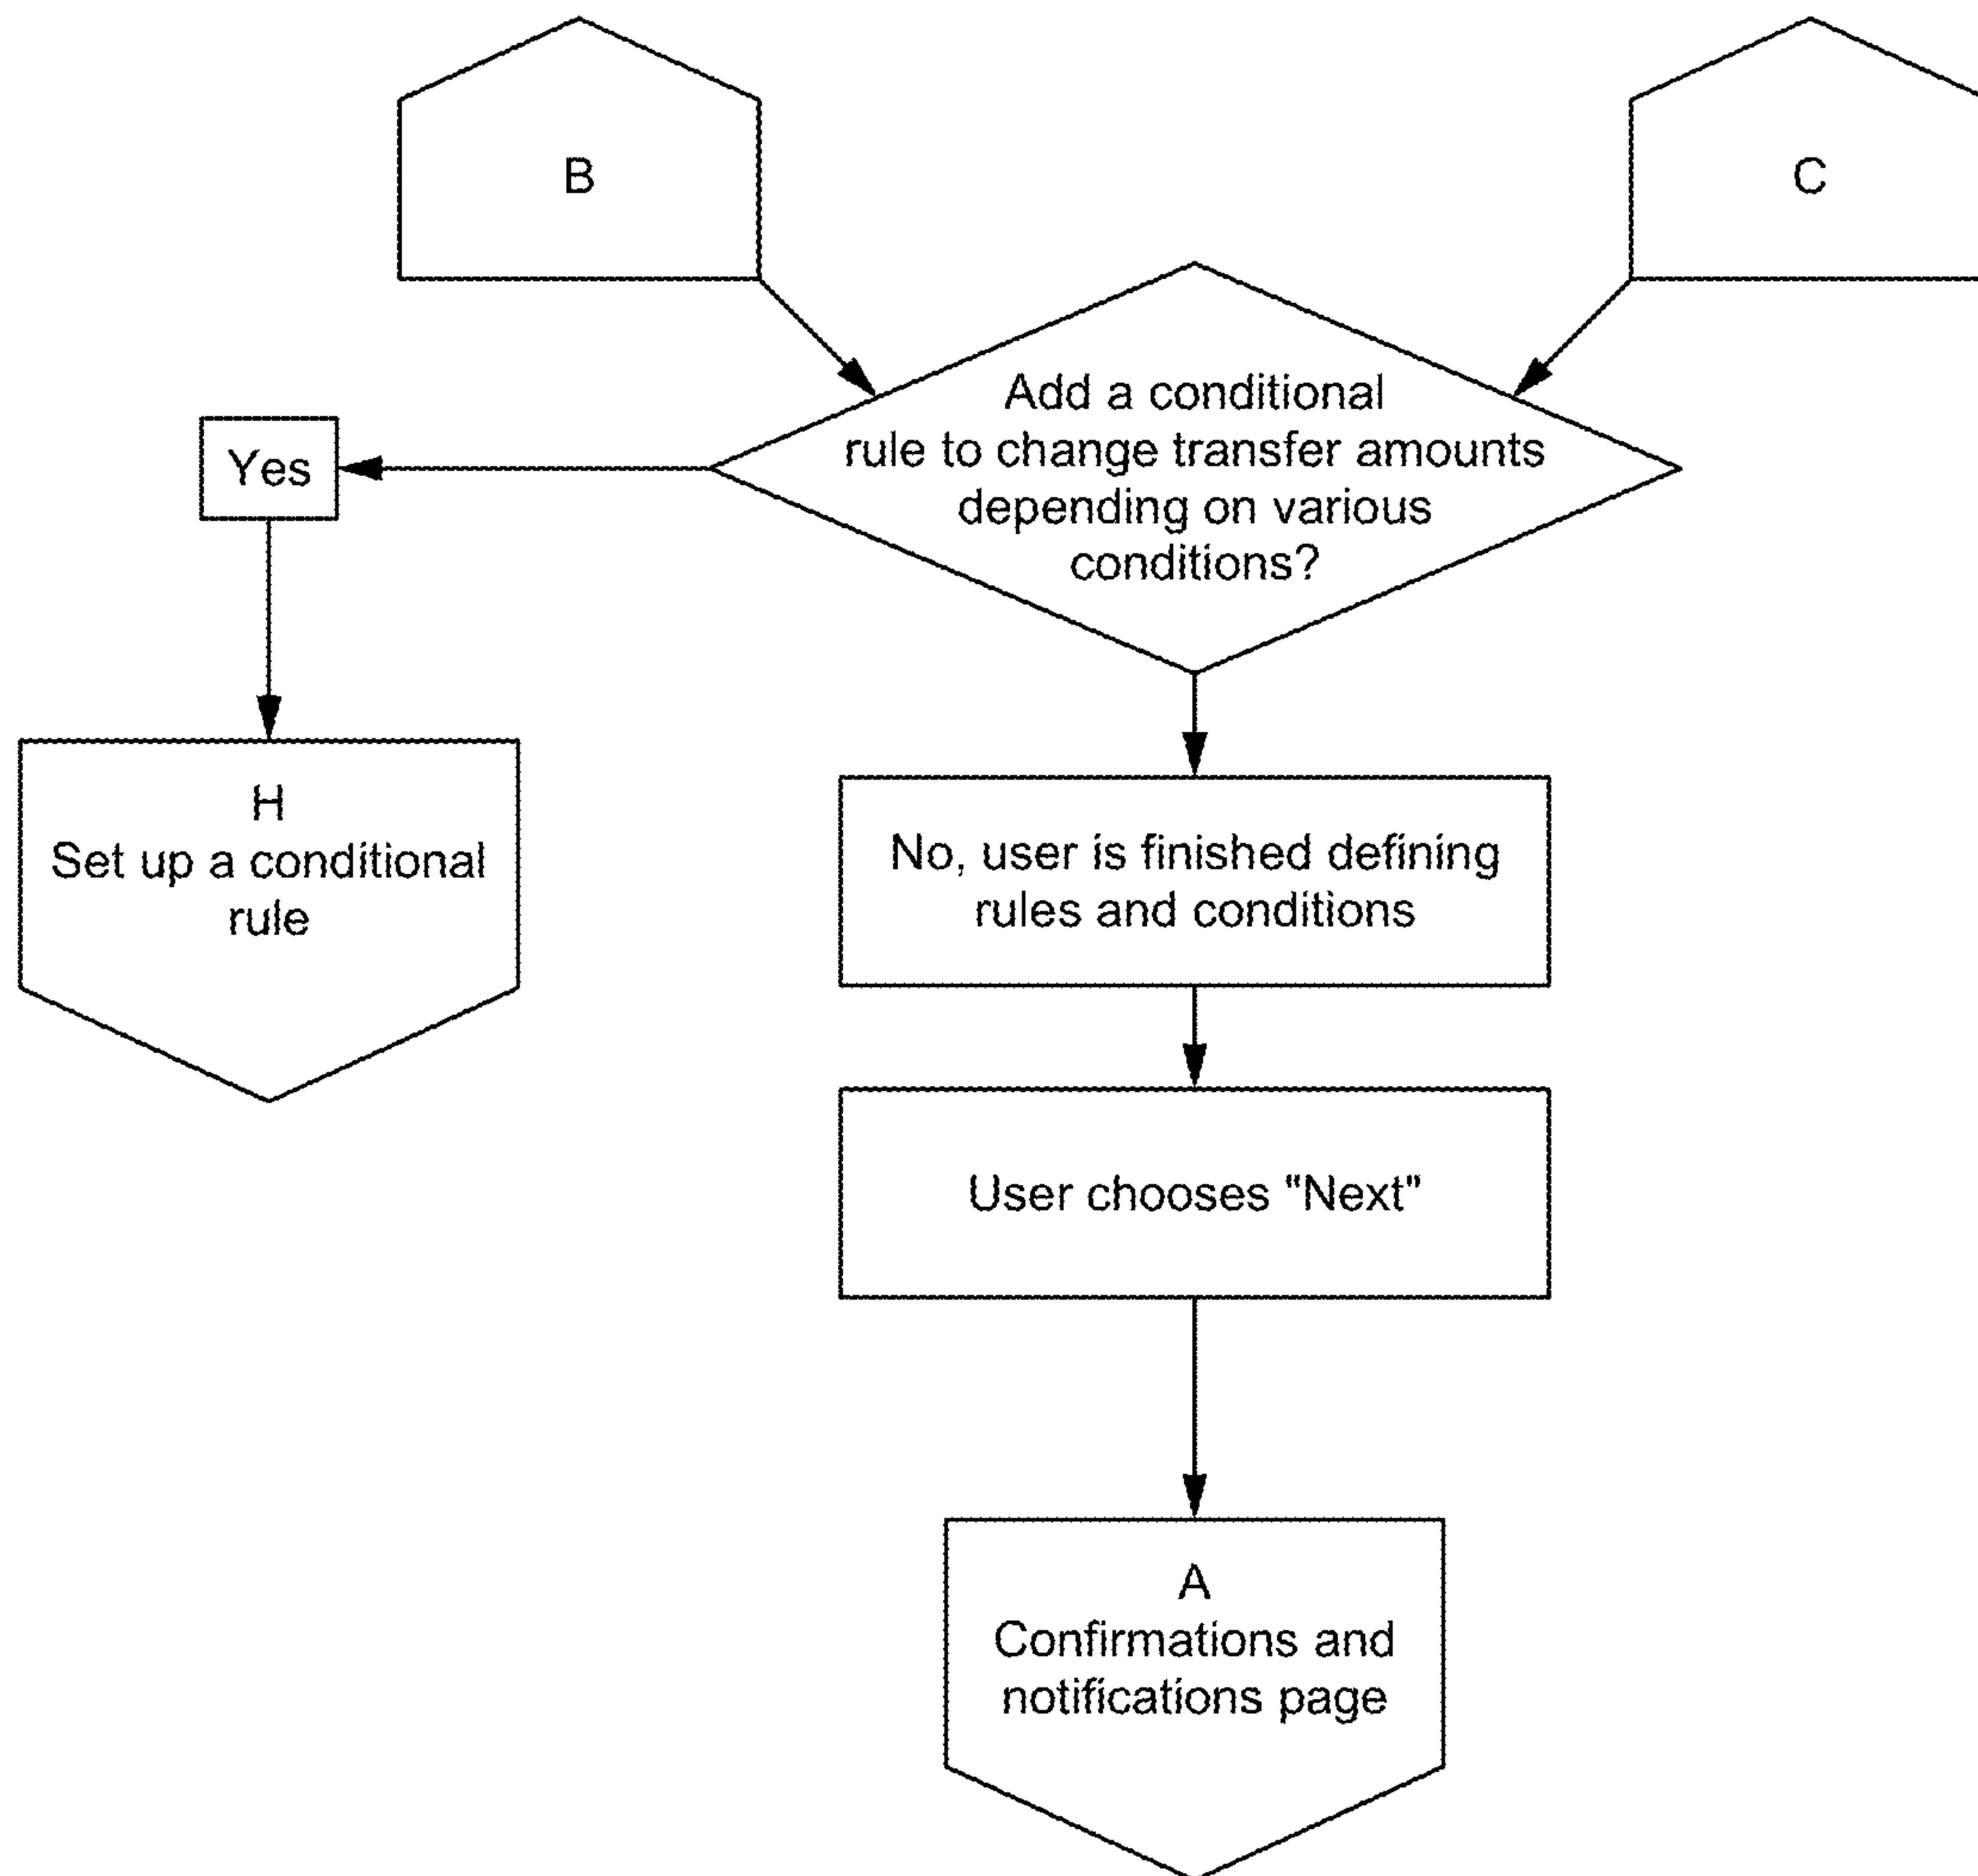 B
C
Add a conditional
rule to change transfer amounts
depending on various
conditions?
Yes
H
Set up a conditional
rule
No, user is finished defining
rules and conditions
User chooses "Next"
A
Confirmations and
notifications page